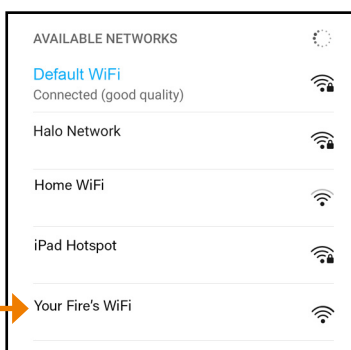 AVAILABLE NETWORKS
Default WiFi
Connected (good quality)
Halo Network
Home WiFi
iPad Hotspot
Your Fire's WiFi